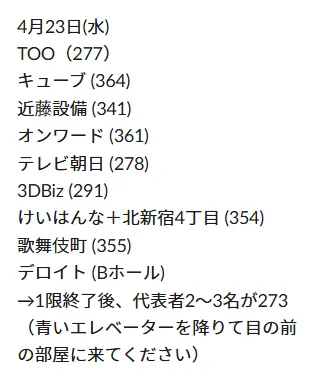 4月23日(水)
TOO（277）
キューブ (364)
近藤設備 (341)
オンワード (361)
テレビ朝日 (278)
3DBiz (291)
けいはんな＋北新宿4丁目 (354)
歌舞伎町 (355)
デロイト (Bホール)
→1限終了後、代表者2〜3名が273
（青いエレベーターを降りて目の前
の部屋に来てください）